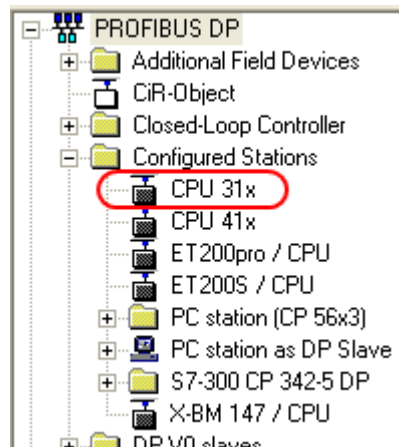 PROFIBUS DP
Additional Field Devices
CiR-Object
Closed-Loop Controller
Configured Stations
CPU 31x
CPU 41x
ET200pro / CPU
ET200S / CPU
PC station (CP 56x3)
PC station as DP Slave
S7-300 CP 342-5 DP
X-BM 147 / CPU
DP V0 slaves